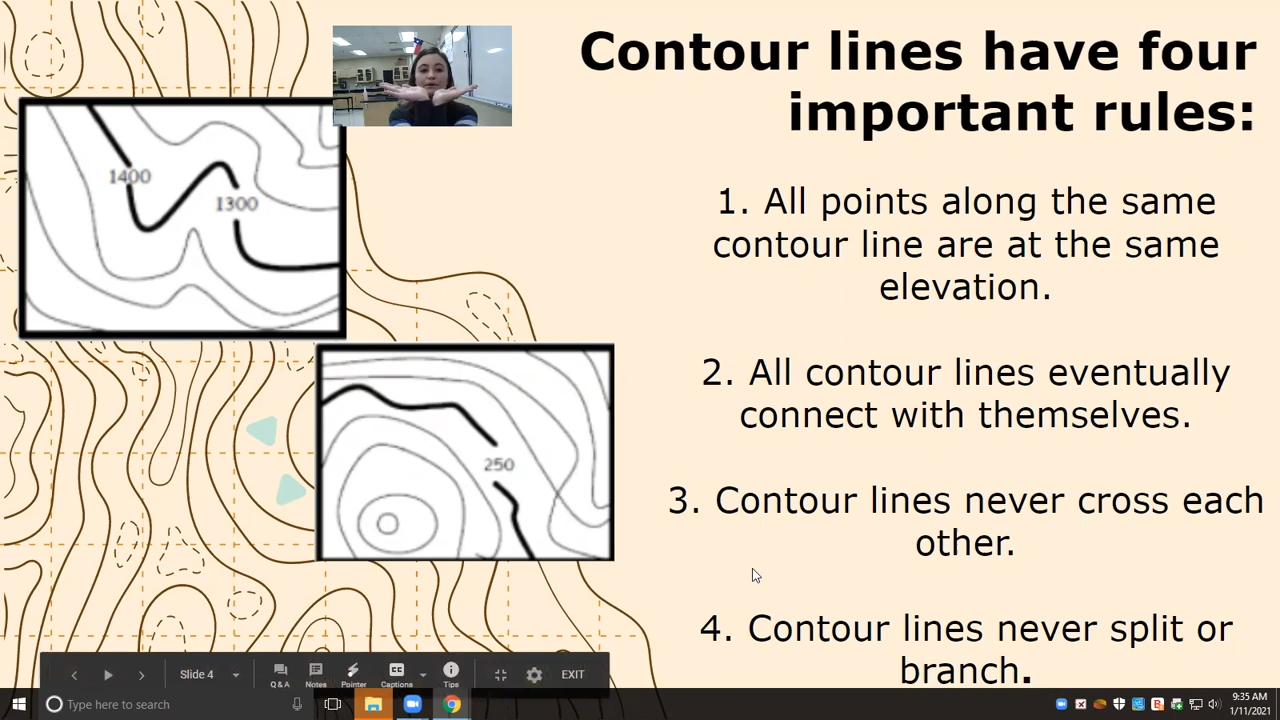 Contour lines have four
important rules:
1400
1300
1. All points along the same
contour line are at the same
elevation.
2. All contour lines eventually
connect with themselves.
250
3. Contour lines never cross each
other.
4. Contour lines never split or
branch.
Slide 4
Q & A
Notes
Pointer
Captions
Tips
EXIT
Type here to search
9:35 AM
1/11/2021